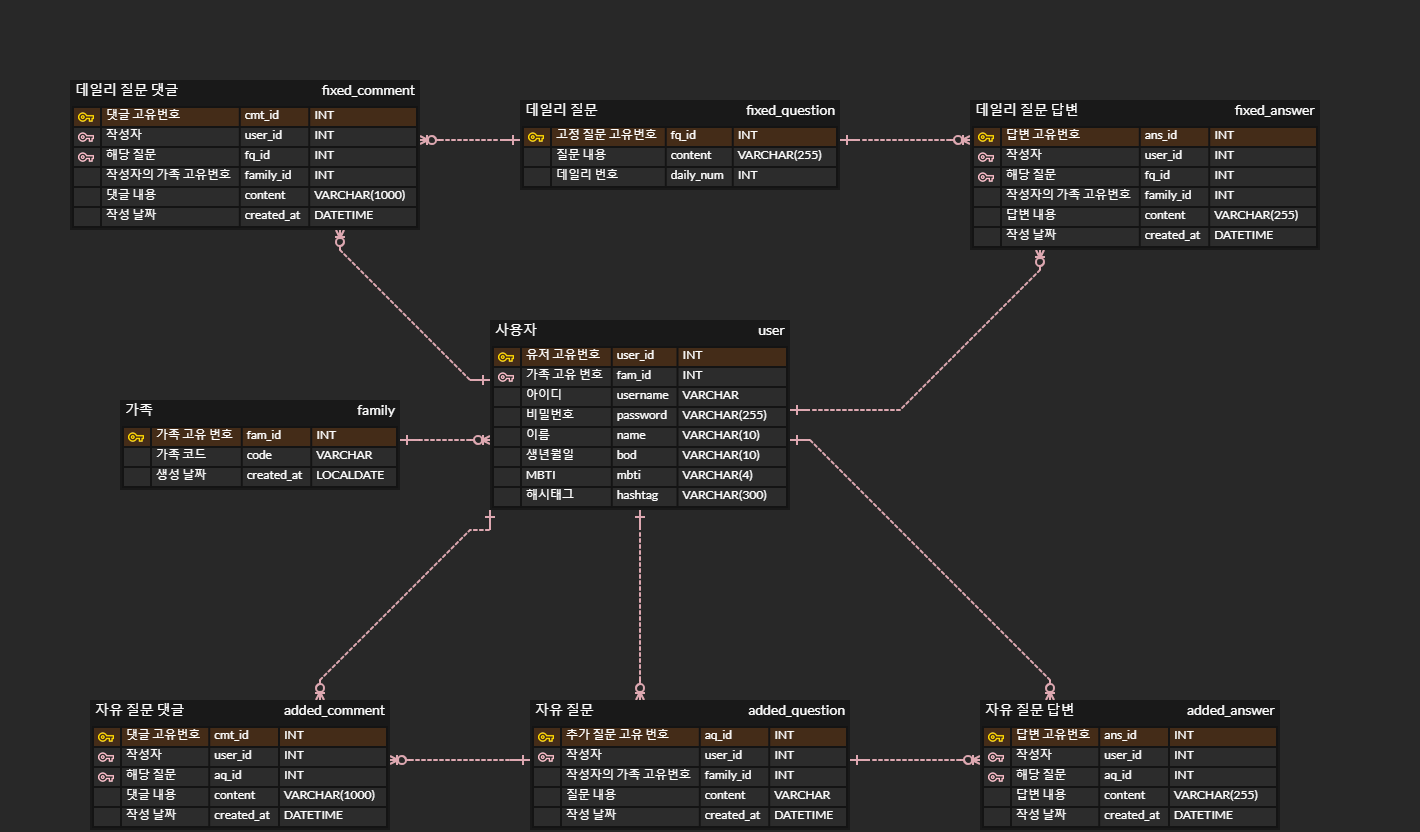 데일리 질문 댓글 fixed_comment
댓글 고유번호 cmt_id INT
작성자 user_id INT
해당 질문 fq_id INT
작성자의 가족 고유번호 family_id INT
댓글 내용 content VARCHAR(1000)
작성 날짜 created_at DATETIME
데일리 질문 fixed_question
고정 질문 고유번호 fq_id INT
질문 내용 content VARCHAR(255)
데일리 번호 daily_num INT
데일리 질문 답변 fixed_answer
답변 고유번호 ans_id INT
작성자 user_id INT
해당 질문 fq_id INT
작성자의 가족 고유번호 family_id INT
답변 내용 content VARCHAR(255)
작성 날짜 created_at DATETIME
사용자 user
유저 고유번호 user_id INT
가족 고유 번호 fam_id INT
아이디 username VARCHAR
비밀번호 password VARCHAR(255)
이름 name VARCHAR(10)
생년월일 bod VARCHAR(10)
MBTI mbti VARCHAR(4)
해시태그 hashtag VARCHAR(300)
가족 family
가족 고유 번호 fam_id INT
가족 코드 code VARCHAR
생성 날짜 created_at LOCALDATE
자유 질문 댓글 added_comment
댓글 고유번호 cmt_id INT
작성자 user_id INT
해당 질문 aq_id INT
댓글 내용 content VARCHAR(1000)
작성 날짜 created_at DATETIME
자유 질문 added_question
추가 질문 고유 번호 aq_id INT
작성자 user_id INT
작성자의 가족 고유번호 family_id INT
질문 내용 content VARCHAR
작성 날짜 created_at DATETIME
자유 질문 답변 added_answer
답변 고유번호 ans_id INT
작성자 user_id INT
해당 질문 aq_id INT
답변 내용 content VARCHAR(255)
작성 날짜 created_at DATETIME